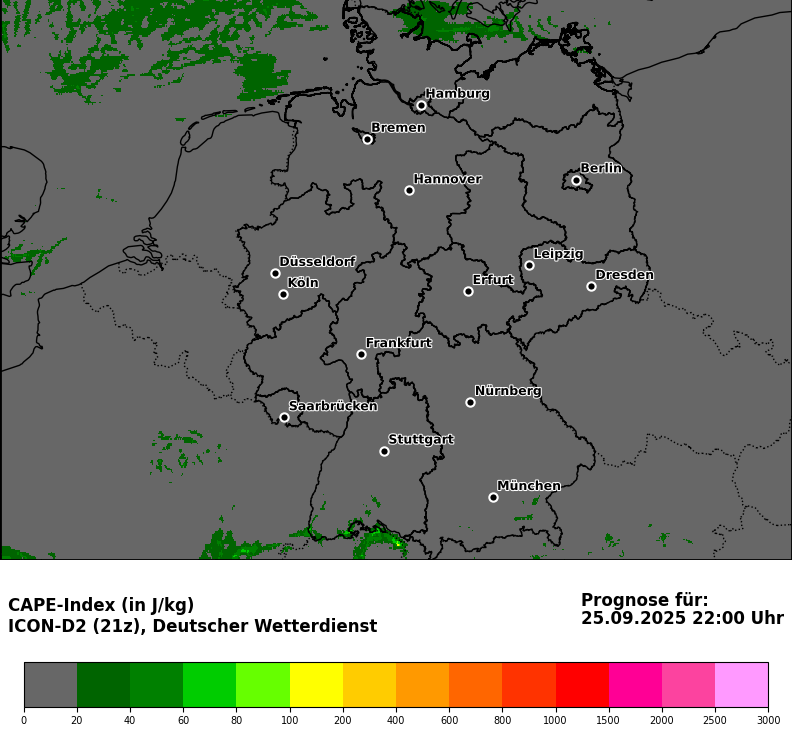 Hamburg
Bremen
Berlin
Hannover
Leipzig
Düsseldorf
Dresden
Köln
Erfurt
Frankfurt
Nürnberg
Saarbrücken
Stuttgart
München
CAPE-Index (in J/kg)
ICON-D2 (21z), Deutscher Wetterdienst
Prognose für:
25.09.2025 22:00 Uhr
0 20 40 60 80 100 200 400 600 800 1000 1500 2000 2500 3000